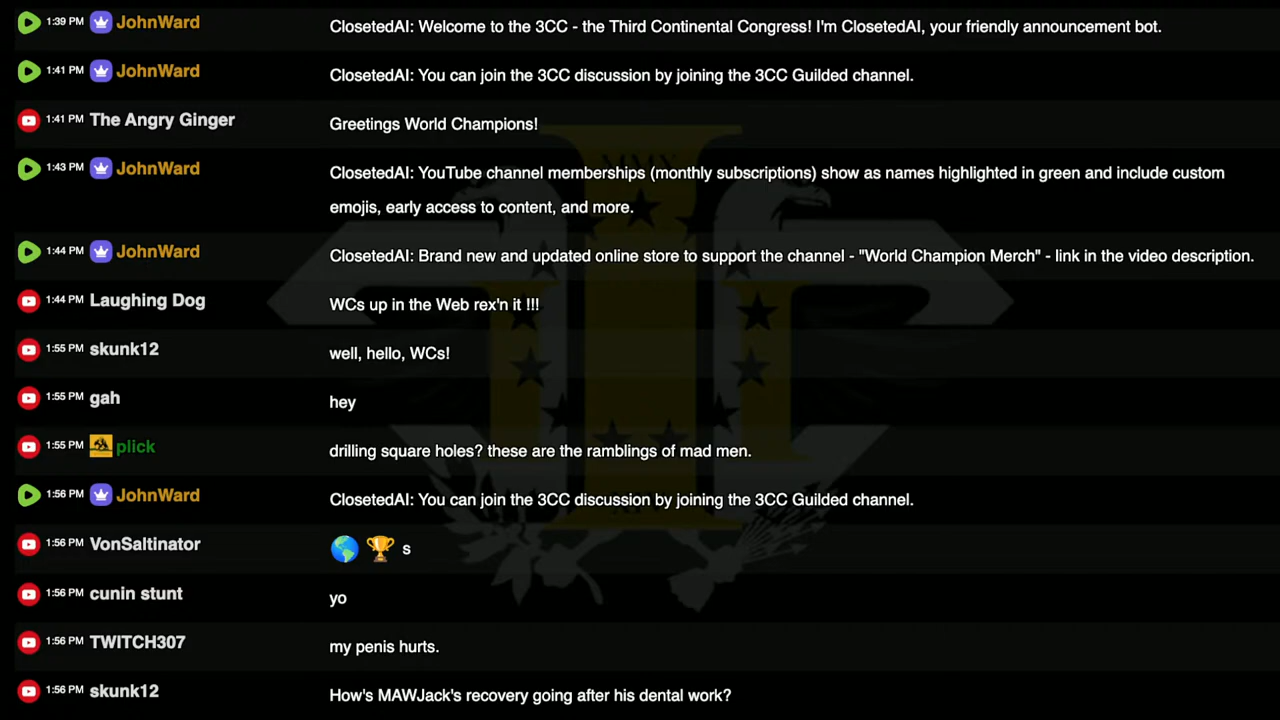 1:39 PM JohnWard ClosetedAI: Welcome to the 3CC - the Third Continental Congress! I'm ClosetedAI, your friendly announcement bot.
1:41 PM JohnWard ClosetedAI: You can join the 3CC discussion by joining the 3CC Guilded channel.
1:41 PM The Angry Ginger Greetings World Champions!
1:43 PM JohnWard ClosetedAI: YouTube channel memberships (monthly subscriptions) show as names highlighted in green and include custom
emojis, early access to content, and more.
1:44 PM JohnWard ClosetedAI: Brand new and updated online store to support the channel - "World Champion Merch" - link in the video description.
1:44 PM Laughing Dog WCs up in the Web rex'n it !!!
1:55 PM skunk12 well, hello, WCs!
1:55 PM gah hey
1:55 PM plick drilling square holes? these are the ramblings of mad men.
1:56 PM JohnWard ClosetedAI: You can join the 3CC discussion by joining the 3CC Guilded channel.
1:56 PM VonSaltinator 🌎 🏆 s
1:56 PM cunin stunt yo
1:56 PM TWITCH307 my penis hurts.
1:56 PM skunk12 How's MAWJack's recovery going after his dental work?